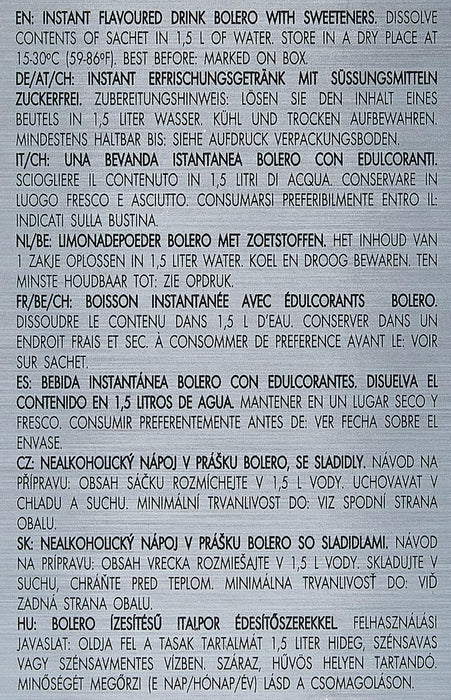 EN: INSTANT FLAVOURED DRINK BOLERO WITH SWEETENERS. DISSOLVE
CONTENTS OF SACHET IN 1,5 L OF WATER. STORE IN A DRY PLACE AT
15-30ºC (59-86ºF). BEST BEFORE: MARKED ON BOX.
DE/AT/CH: INSTANT ERFRISCHUNGSGETRÄNK MIT SÜSSUNGSMITTELN
ZUCKERFREI. ZUBEREITUNGSHINWEIS: LÖSEN SIE DEN INHALT EINES
BEUTELS IN 1,5 LITER WASSER. KÜHL UND TROCKEN AUFBEWAHREN.
MINDESTENS HALTBAR BIS: SIEHE AUFDRUCK VERPACKUNGSBODEN.
IT/CH: UNA BEVANDA ISTANTANEA BOLERO CON EDULCORANTI.
SCIOGLIERE IL CONTENUTO IN 1,5 LITRI DI ACQUA. CONSERVARE IN
LUOGO FRESCO E ASCIUTTO. CONSUMARSI PREFERIBILMENTE ENTRO IL:
INDICATI SULLA BUSTINA.
NL/BE: LIMONADEPOEDER BOLERO MET ZOETSTOFFEN. HET INHOUD VAN
1 ZAKJE OPLOSSEN IN 1,5 LITER WATER. KOEL EN DROOG BEWAREN. TEN
MINSTE HOUDBAAR TOT: ZIE OPDRUK.
FR/BE/CH: BOISSON INSTANTANÉE AVEC ÉDULCORANTS BOLERO.
DISSOUDRE LE CONTENU DANS 1,5 L D'EAU. CONSERVER DANS UN
ENDROIT FRAIS ET SEC. À CONSOMMER DE PREFERENCE AVANT LE: VOIR
SUR SACHET.
ES: BEBIDA INSTANTÁNEA BOLERO CON EDULCORANTES. DISUELVA EL
CONTENIDO EN 1,5 LITROS DE AGUA. MANTENER EN UN LUGAR SECO Y
FRESCO. CONSUMIR PREFERENTEMENTE ANTES DE: VER FECHA SOBRE EL
ENVASE.
CZ: NEALKOHOLICKÝ NÁPOJ V PRÁŠKU BOLERO, SE SLADIDLY. NÁVOD NA
PŘÍPRAVU: OBSAH SÁČKU ROZMÍCHEJTE V 1,5 L VODY. UCHOVAVAT V
CHLADU A SUCHU. MINIMÁLNÍ TRVANLIVOST DO: VIZ SPODNÍ STRANA
OBALU.
SK: NEALKOHOLICKÝ NÁPOJ V PRÁŠKU BOLERO SO SLADIDLAMI. NÁVOD
NA PRÍPRAVU: OBSAH VRECKA ROZMIEŠAJTE V 1,5 L VODY. SKLADUJTE V
SUCHU, CHRÁŇTE PRED TEPLOM. MINIMÁLNA TRVANLIVOSŤ DO: VIĎ
ZADNÁ STRANA OBALU.
HU: BOLERO ÍZESÍTÉSŰ ITALPOR ÉDESÍTŐSZEREKKEL. FELHASZNÁLÁSI
JAVASLAT: OLDJA FEL A TASAK TARTALMÁT 1,5 LITER HIDEG, SZÉNSAVAS
VAGY SZÉNSAVMENTES VÍZBEN. SZÁRAZ, HŰVÖS HELYEN TARTANDÓ.
MINŐSÉGÉT MEGŐRZI (E NAP/HÓNAP/ÉV) LÁSD A CSOMAGOLÁSON.